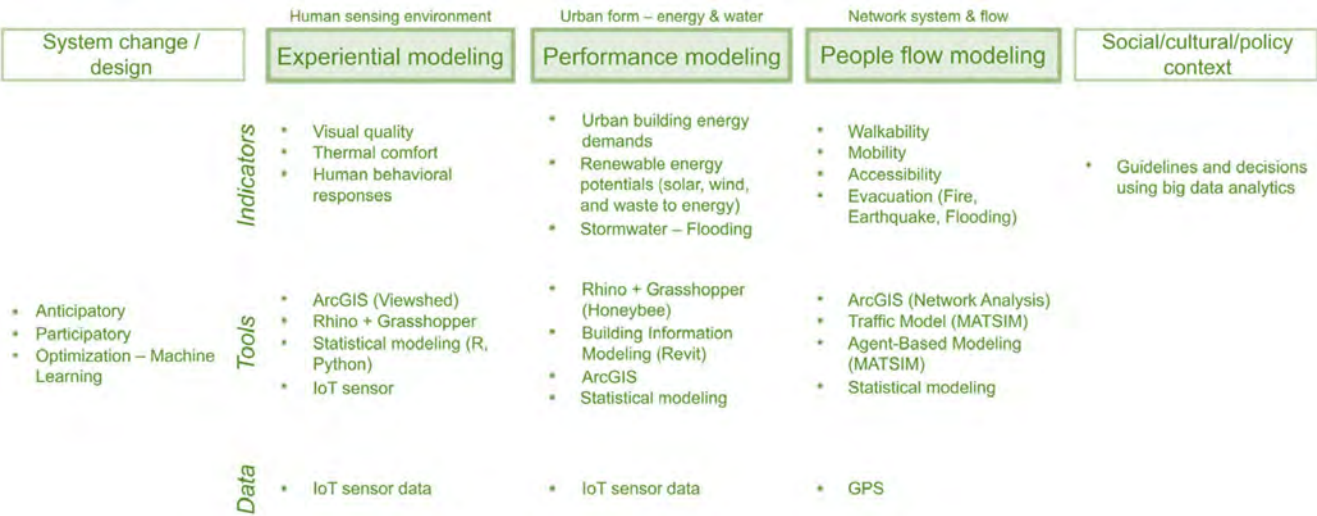 Human sensing environment
Urban form – energy & water
Network system & flow
System change /
design
Experiential modeling
Performance modeling
People flow modeling
Social/cultural/policy
context
Indicators
* Visual quality
* Thermal comfort
* Human behavioral
responses
* Urban building energy
demands
* Renewable energy
potentials (solar, wind,
and waste to energy)
* Stormwater – Flooding
* Walkability
* Mobility
* Accessibility
* Evacuation (Fire,
Earthquake, Flooding)
* Guidelines and decisions
using big data analytics
* Anticipatory
* Participatory
* Optimization – Machine
Learning
Tools
* ArcGIS (Viewshed)
* Rhino + Grasshopper
* Statistical modeling (R,
Python)
* IoT sensor
* Rhino + Grasshopper
(Honeybee)
* Building Information
Modeling (Revit)
* ArcGIS
* Statistical modeling
* ArcGIS (Network Analysis)
* Traffic Model (MATSIM)
* Agent-Based Modeling
(MATSIM)
* Statistical modeling
Data
* IoT sensor data
* IoT sensor data
* GPS